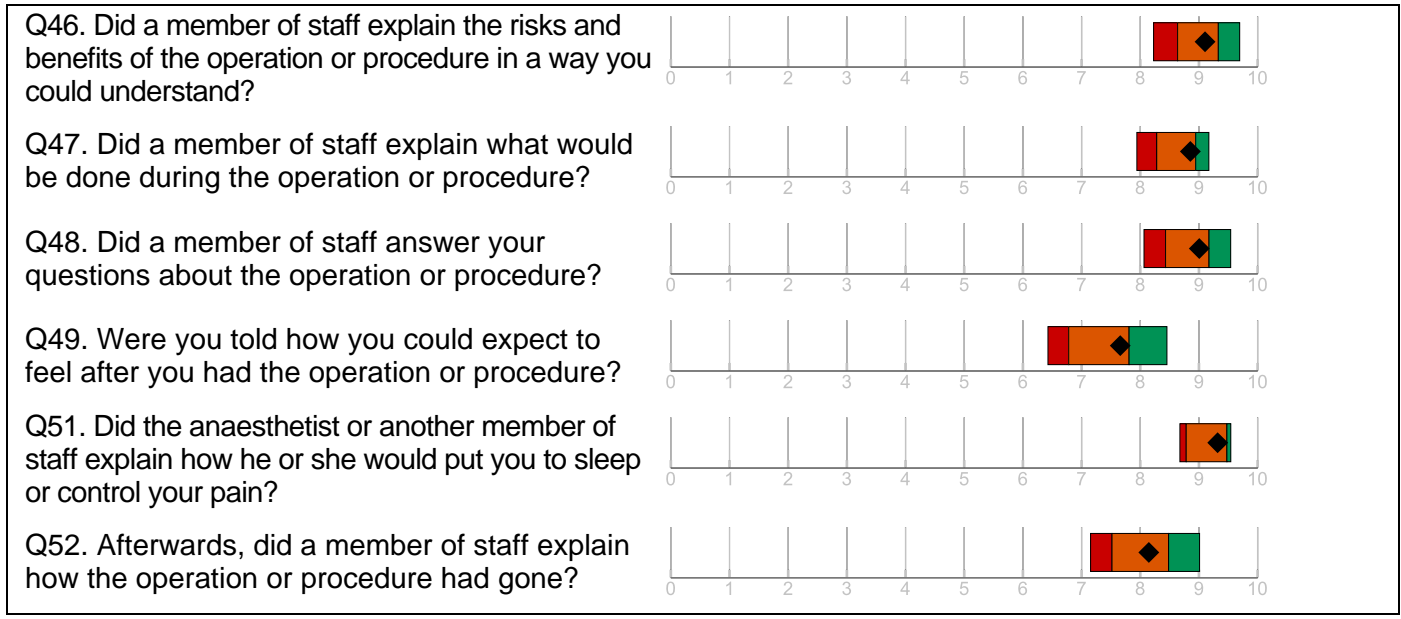 Q46. Did a member of staff explain the risks and
benefits of the operation or procedure in a way you
could understand?
0 1 2 3 4 5 6 7 8 9 10
Q47. Did a member of staff explain what would
be done during the operation or procedure?
0 1 2 3 4 5 6 7 8 9 10
Q48. Did a member of staff answer your
questions about the operation or procedure?
0 1 2 3 4 5 6 7 8 9 10
Q49. Were you told how you could expect to
feel after you had the operation or procedure?
0 1 2 3 4 5 6 7 8 9 10
Q51. Did the anaesthetist or another member of
staff explain how he or she would put you to sleep
or control your pain?
0 1 2 3 4 5 6 7 8 9 10
Q52. Afterwards, did a member of staff explain
how the operation or procedure had gone?
0 1 2 3 4 5 6 7 8 9 10